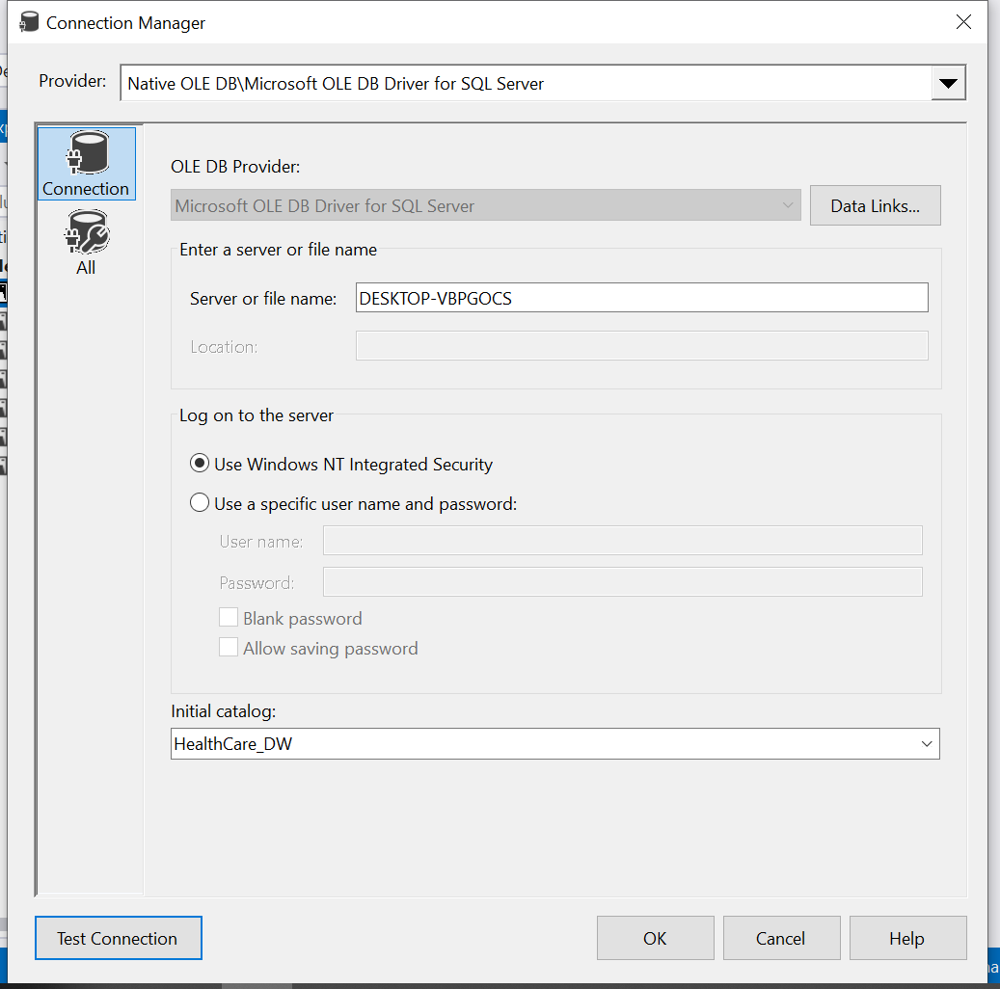 Connection Manager
Provider:
Native OLE DB\Microsoft OLE DB Driver for SQL Server
Connection
All
OLE DB Provider:
Microsoft OLE DB Driver for SQL Server
Data Links...
Enter a server or file name
Server or file name:
DESKTOP-VBPGOCS
Location:
Log on to the server
Use Windows NT Integrated Security
Use a specific user name and password:
User name:
Password:
Blank password
Allow saving password
Initial catalog:
HealthCare_DW
Test Connection
OK
Cancel
Help